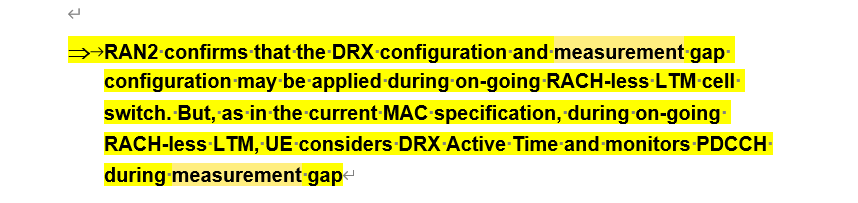 ⇒→RAN2 confirms that the DRX configuration and measurement gap
configuration may be applied during on-going RACH-less LTM cell
switch. But, as in the current MAC specification, during on-going
RACH-less LTM, UE considers DRX Active Time and monitors PDCCH
during measurement gap